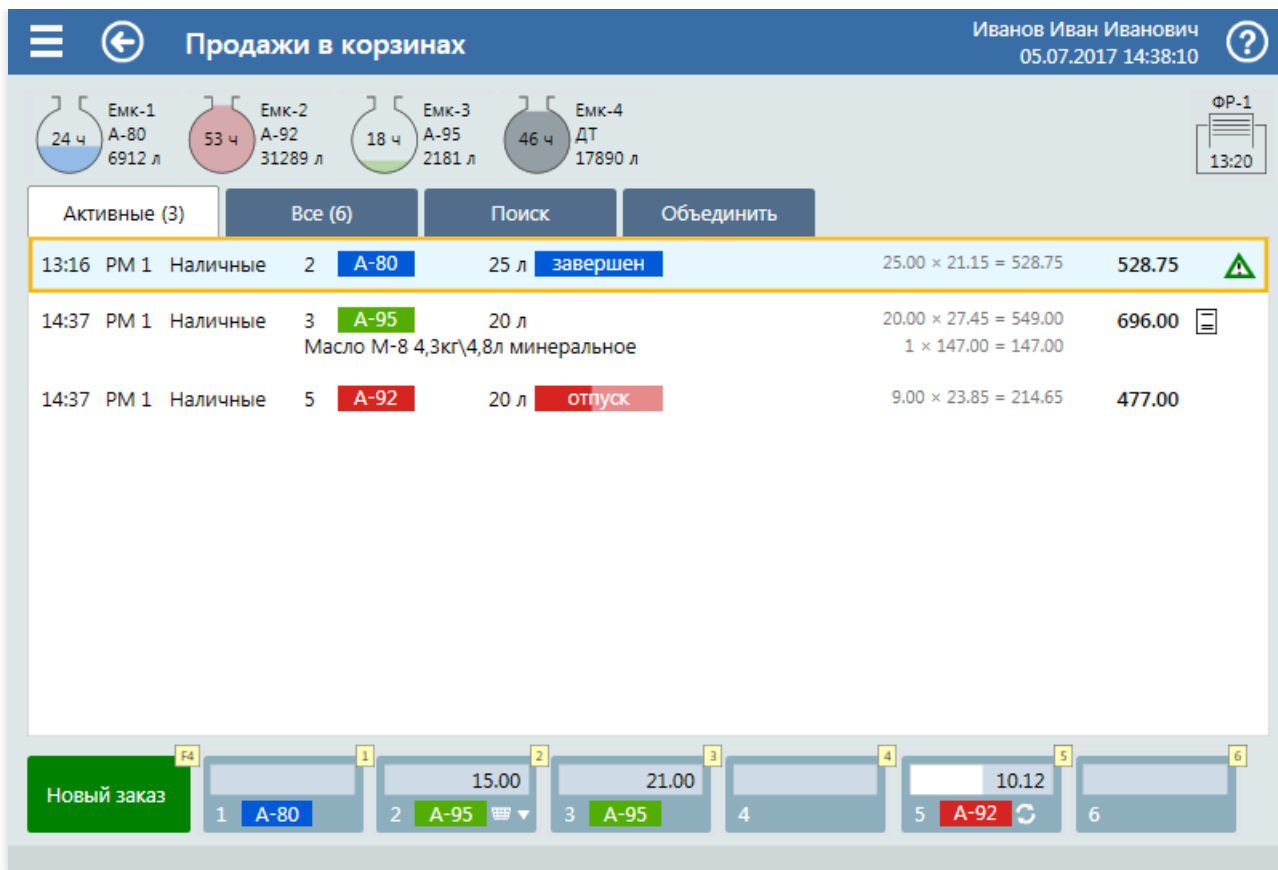 Продажи в корзинах
Иванов Иван Иванович
05.07.2017 14:38:10
24 ч
Емк-1
А-80
6912 л
53 ч
Емк-2
А-92
31289 л
18 ч
Емк-3
А-95
2181 л
46 ч
Емк-4
ДТ
17890 л
ФР-1
13:20
Активные (3) Все (6) Поиск Объединить
13:16 РМ 1 Наличные 2 А-80 25 л завершен 25.00 × 21.15 = 528.75 528.75
14:37 РМ 1 Наличные 3 А-95 20 л 20.00 × 27.45 = 549.00 696.00
Масло М-8 4,3кг\4,8л минеральное 1 × 147.00 = 147.00
14:37 РМ 1 Наличные 5 А-92 20 л отпуск 9.00 × 23.85 = 214.65 477.00
Новый заказ F4
1
1 А-80
2
15.00
2 А-95
3
21.00
3 А-95
4
4
5
10.12
5 А-92
6
6